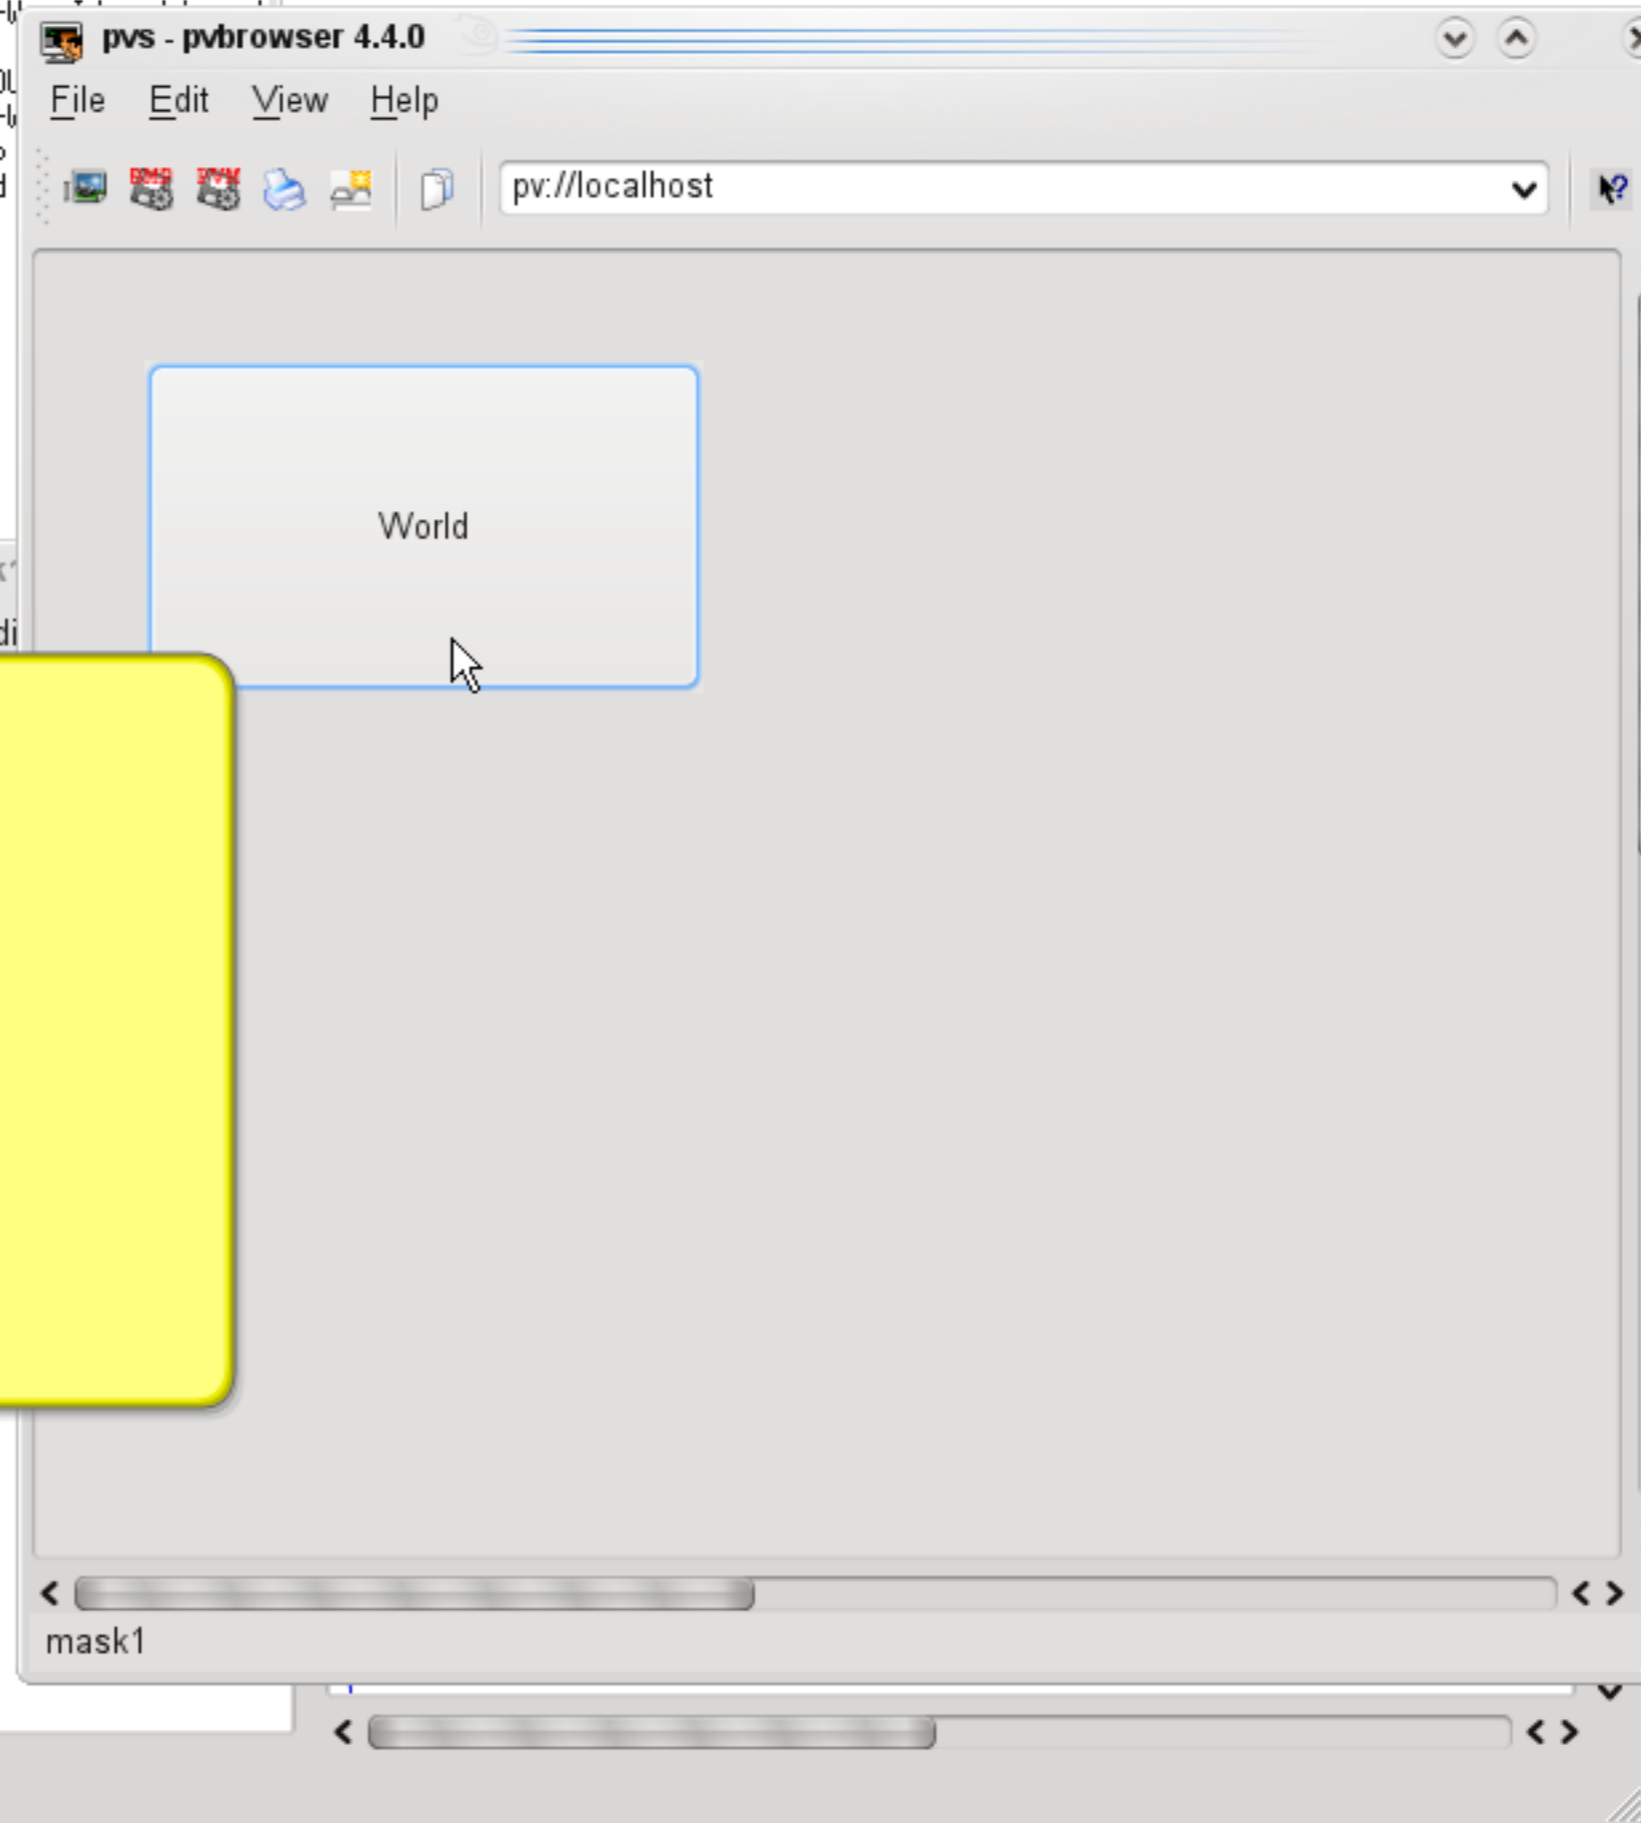 pvs - pvbrowser 4.4.0
File Edit View Help
pv://localhost
World
mask1